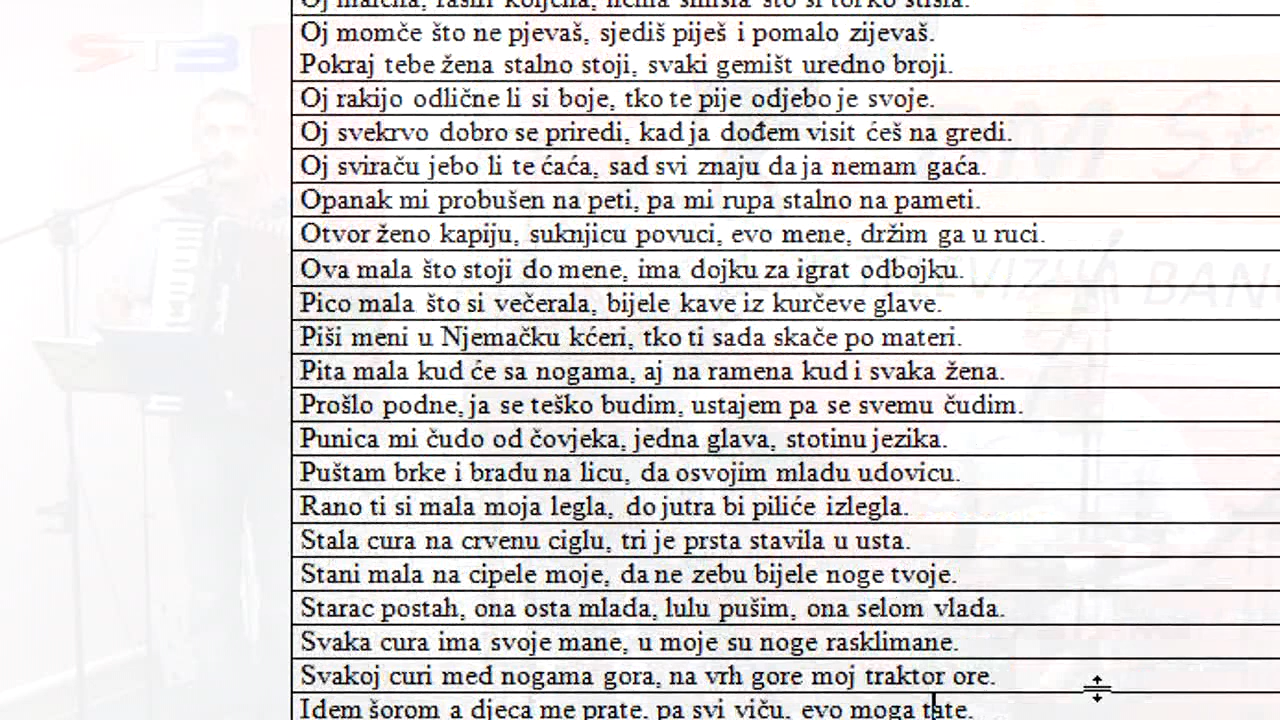 STB
Oj momče što ne pjevaš, sjediš piješ i pomalo zijevaš.
Pokraj tebe žena stalno stoji, svaki gemišt uredno broji.
Oj rakijo odlične li si boje, tko te pije odjebo je svoje.
Oj svekrvo dobro se priredi, kad ja dođem visit ćeš na gredi.
Oj sviraču jebo li te ćaća, sad svi znaju da ja nemam gaća.
Opanak mi probušen na peti, pa mi rupa stalno na pameti.
Otvor ženo kapiju, suknjicu povuci, evo mene, držim ga u ruci.
Ova mala što stoji do mene, ima dojku za igrat odbojku.
Pico mala što si večerala, bijele kave iz kurčeve glave.
Piši meni u Njemačku kćeri, tko ti sada skače po materi.
Pita mala kud će sa nogama, aj na ramena kud i svaka žena.
Prošlo podne, ja se teško budim, ustajem pa se svemu čudim.
Punica mi čudo od čovjeka, jedna glava, stotinu jezika.
Puštam brke i bradu na licu, da osvojim mladu udovicu.
Rano ti si mala moja legla, do jutra bi piliće izlegla.
Stala cura na crvenu ciglu, tri je prsta stavila u usta.
Stani mala na cipele moje, da ne zebu bijele noge tvoje.
Starac postah, ona osta mlada, lulu pušim, ona selom vlada.
Svaka cura ima svoje mane, u moje su noge rasklimane.
Svakoj curi med nogama gora, na vrh gore moj traktor ore.
Idem šorom a djeca me prate, pa svi viču, evo moga tate.